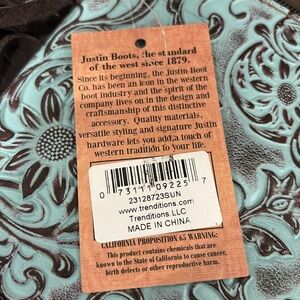 Justin Boots, the standard
of the west since 1879.
Since its beginning, the Justin Boot
Co. has been an icon in the western
boot industry and the spirit of the
company lives on in the design and
craftsmanship of this distinctive
accessory. Quality materials,
versatile styling and signature Justin
hardware lets you add a touch of
western tradition to your life.
0 73111 09225 7
23128723SUN
www.trenditions.com
Trenditions LLC
MADE IN CHINA
CALIFORNIA PROPOSITION 65 WARNING:
This product contains chemicals that are
known to the State of California to cause cancer,
birth defects or other reproductive harm.